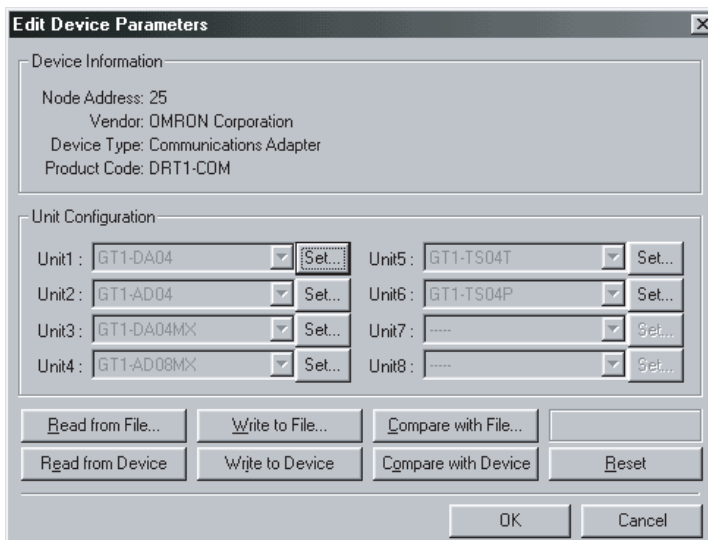 Edit Device Parameters
Device Information
Node Address: 25
Vendor: OMRON Corporation
Device Type: Communications Adapter
Product Code: DRT1-COM
Unit Configuration
Unit1 : GT1-DA04 Set...
Unit2 : GT1-AD04 Set...
Unit3 : GT1-DA04MX Set...
Unit4 : GT1-AD08MX Set...
Unit5 : GT1-TS04T Set...
Unit6 : GT1-TS04P Set...
Unit7 : ----- Set...
Unit8 : ----- Set...
Read from File... Write to File... Compare with File...
Read from Device Write to Device Compare with Device Reset
OK Cancel